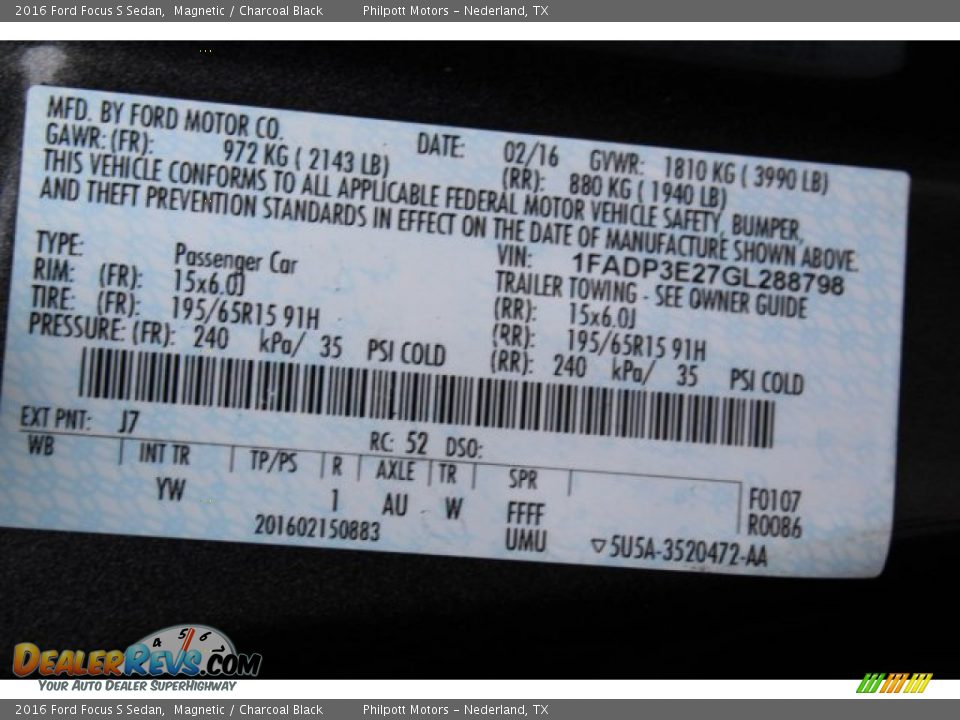 2016 Ford Focus S Sedan, Magnetic / Charcoal Black Philpott Motors - Nederland, TX
MFD. BY FORD MOTOR CO.
DATE: 02/16 GVWR: 1810 KG ( 3990 LB)
GAWR: (FR): 972 KG ( 2143 LB) (RR): 880 KG ( 1940 LB)
THIS VEHICLE CONFORMS TO ALL APPLICABLE FEDERAL MOTOR VEHICLE SAFETY, BUMPER,
AND THEFT PREVENTION STANDARDS IN EFFECT ON THE DATE OF MANUFACTURE SHOWN ABOVE.
VIN: 1FADP3E27GL288798
TYPE: Passenger Car TRAILER TOWING - SEE OWNER GUIDE
RIM: (FR): 15x6.0J (RR): 15x6.0J
TIRE: (FR): 195/65R15 91H (RR): 195/65R15 91H
PRESSURE: (FR): 240 kPa/ 35 PSI COLD (RR): 240 kPa/ 35 PSI COLD
EXT PNT: J7 RC: 52 DSO:
WB INT TR TP/PS R AXLE TR SPR
YW 1 AU W FFFF F0107
UMU R0086
201602150883 ▽5U5A-3520472-AA
4 5 6
DEALERREVS.COM
YOUR AUTO DEALER SUPERHIGHWAY
2016 Ford Focus S Sedan, Magnetic / Charcoal Black Philpott Motors - Nederland, TX